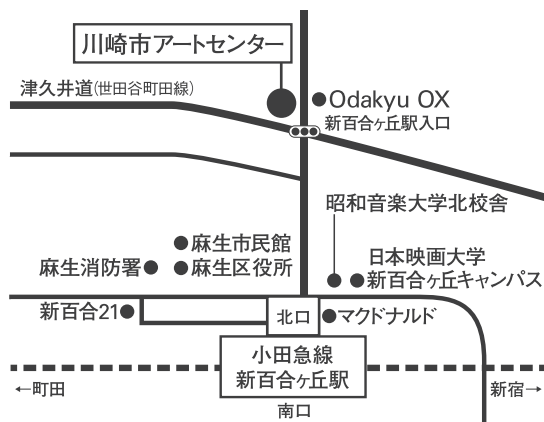 川崎市アートセンター
津久井道(世田谷町田線)
Odakyu OX
新百合ヶ丘駅入口
昭和音楽大学北校舎
麻生市民館
麻生消防署
麻生区役所
日本映画大学
新百合ヶ丘キャンパス
新百合21
北口
マクドナルド
小田急線
新百合ヶ丘駅
←町田
新宿→
南口